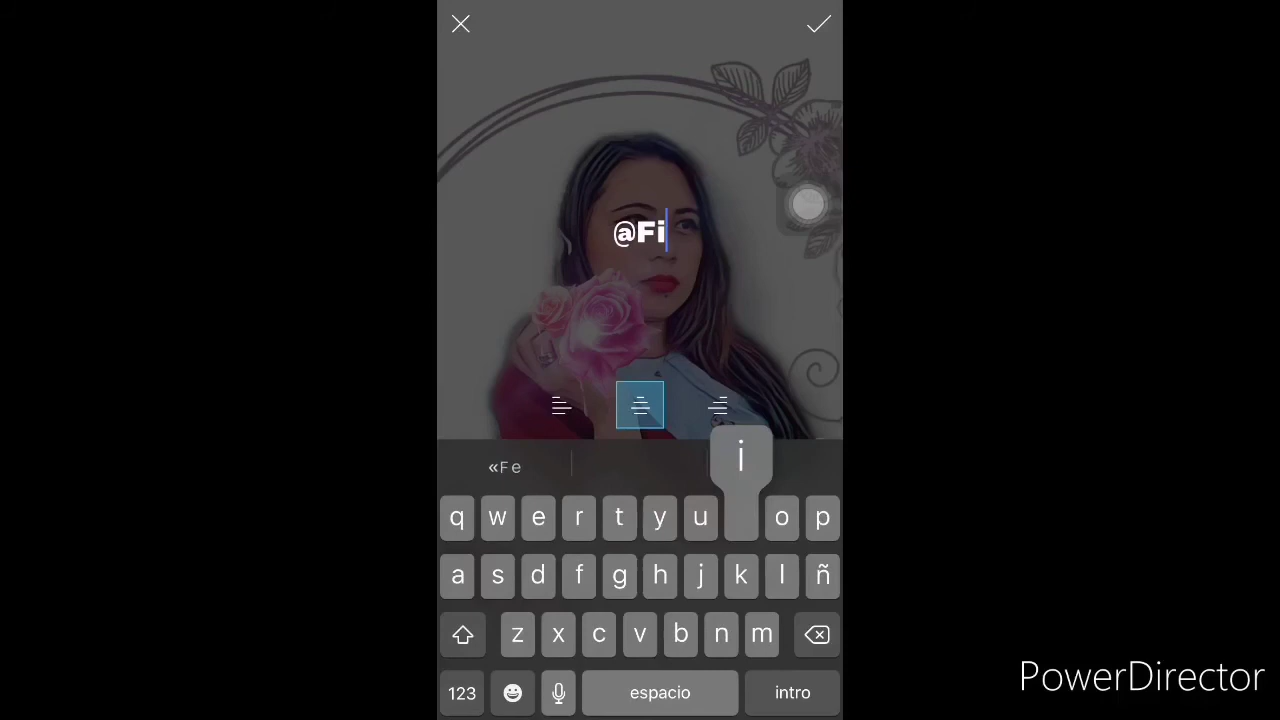 @Fi
«Fe
i
q w e r t y u o p
a s d f g h j k l ñ
z x c v b n m
123 espacio intro
PowerDirector